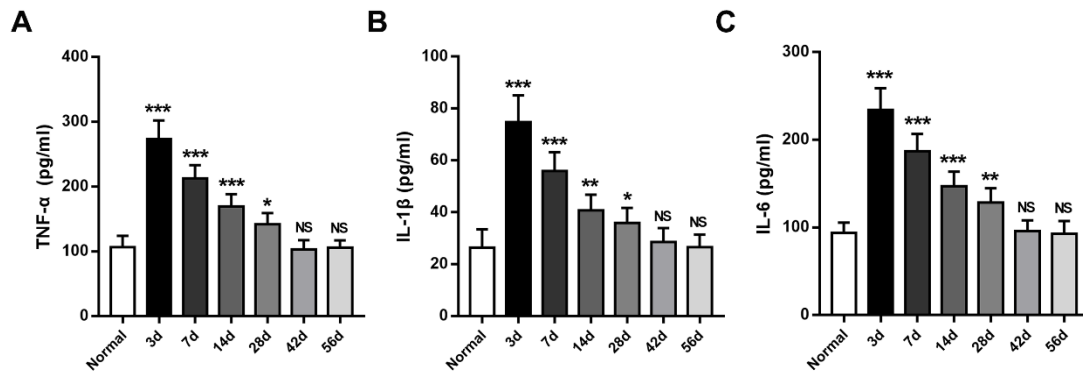 A
TNF-α (pg/ml)
400
300
200
100
0
***
***
***
*
NS
NS
Normal
3d
7d
14d
28d
42d
56d
B
IL-1β (pg/ml)
100
80
60
40
20
0
***
***
**
*
NS
NS
Normal
3d
7d
14d
28d
42d
56d
C
IL-6 (pg/ml)
300
200
100
0
***
***
***
**
NS
NS
Normal
3d
7d
14d
28d
42d
56d